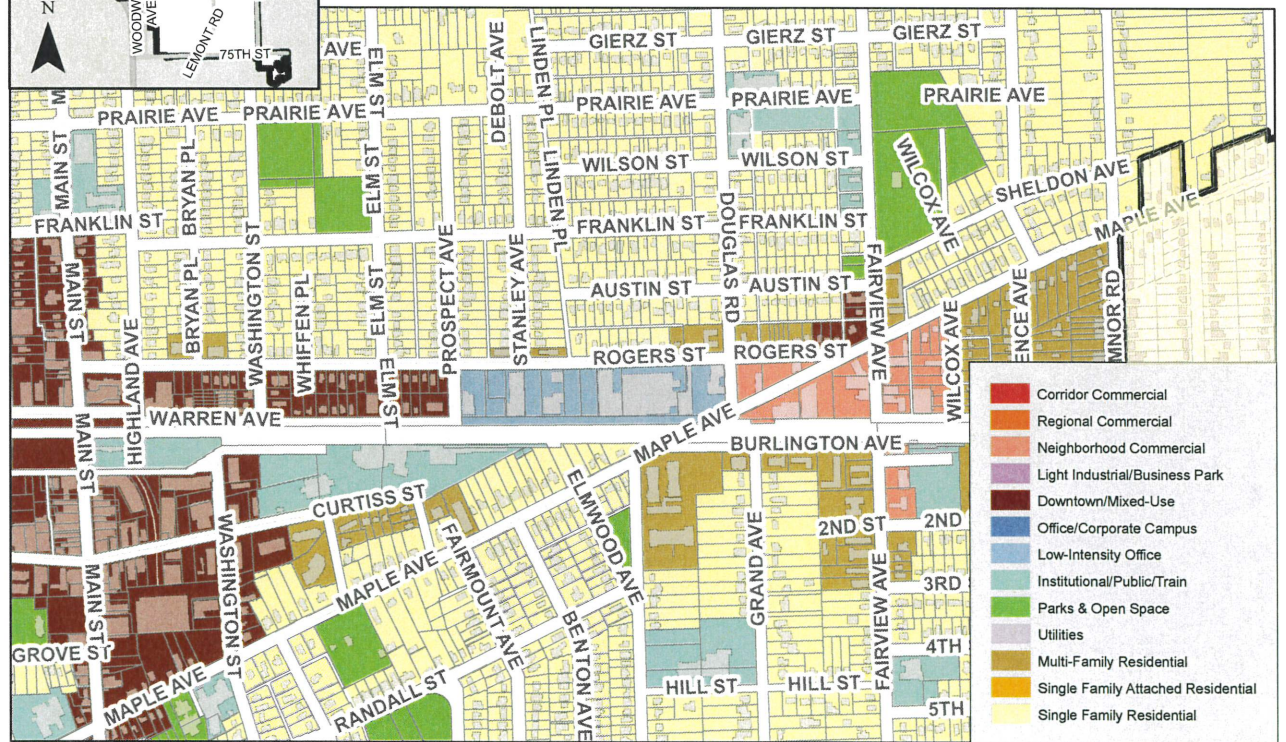 N
WOODW
AVE
LEMONT RD
75TH ST
AVE
ELM ST
DEBOLT AVE
LINDEN PL
GIERZ ST
GIERZ ST
GIERZ ST
M
PRAIRIE AVE
PRAIRIE AVE
PRAIRIE AVE
PRAIRIE AVE
PRAIRIE AVE
MAIN ST
BRYAN PL
ELM ST
LINDEN PL
WILSON ST
WILSON ST
WILCOX AVE
SHELDON AVE
MAPLE AVE
FRANKLIN ST
WASHINGTON ST
FRANKLIN ST
DOUGLAS RD
FRANKLIN ST
MAIN ST
BRYAN PL
WHIFFEN PL
ELM ST
PROSPECT AVE
STANLEY AVE
AUSTIN ST
AUSTIN ST
FAIRVIEW AVE
WILCOX AVE
ENCE AVE
MNOR RD
HIGHLAND AVE
ELM ST
ROGERS ST
ROGERS ST
WARREN AVE
MAPLE AVE
BURLINGTON AVE
MAIN ST
CURTISS ST
ELMWOOD AVE
WASHINGTON ST
FAIRMOUNT AVE
GRAND AVE
2ND ST
2ND
FAIRVIEW AVE
3RD
MAPLE AVE
MAIN ST
BENTON AVE
GROVE ST
4TH
MAPLE AVE
RANDALL ST
HILL ST
HILL ST
5TH
Corridor Commercial
Regional Commercial
Neighborhood Commercial
Light Industrial/Business Park
Downtown/Mixed-Use
Office/Corporate Campus
Low-Intensity Office
Institutional/Public/Train
Parks & Open Space
Utilities
Multi-Family Residential
Single Family Attached Residential
Single Family Residential